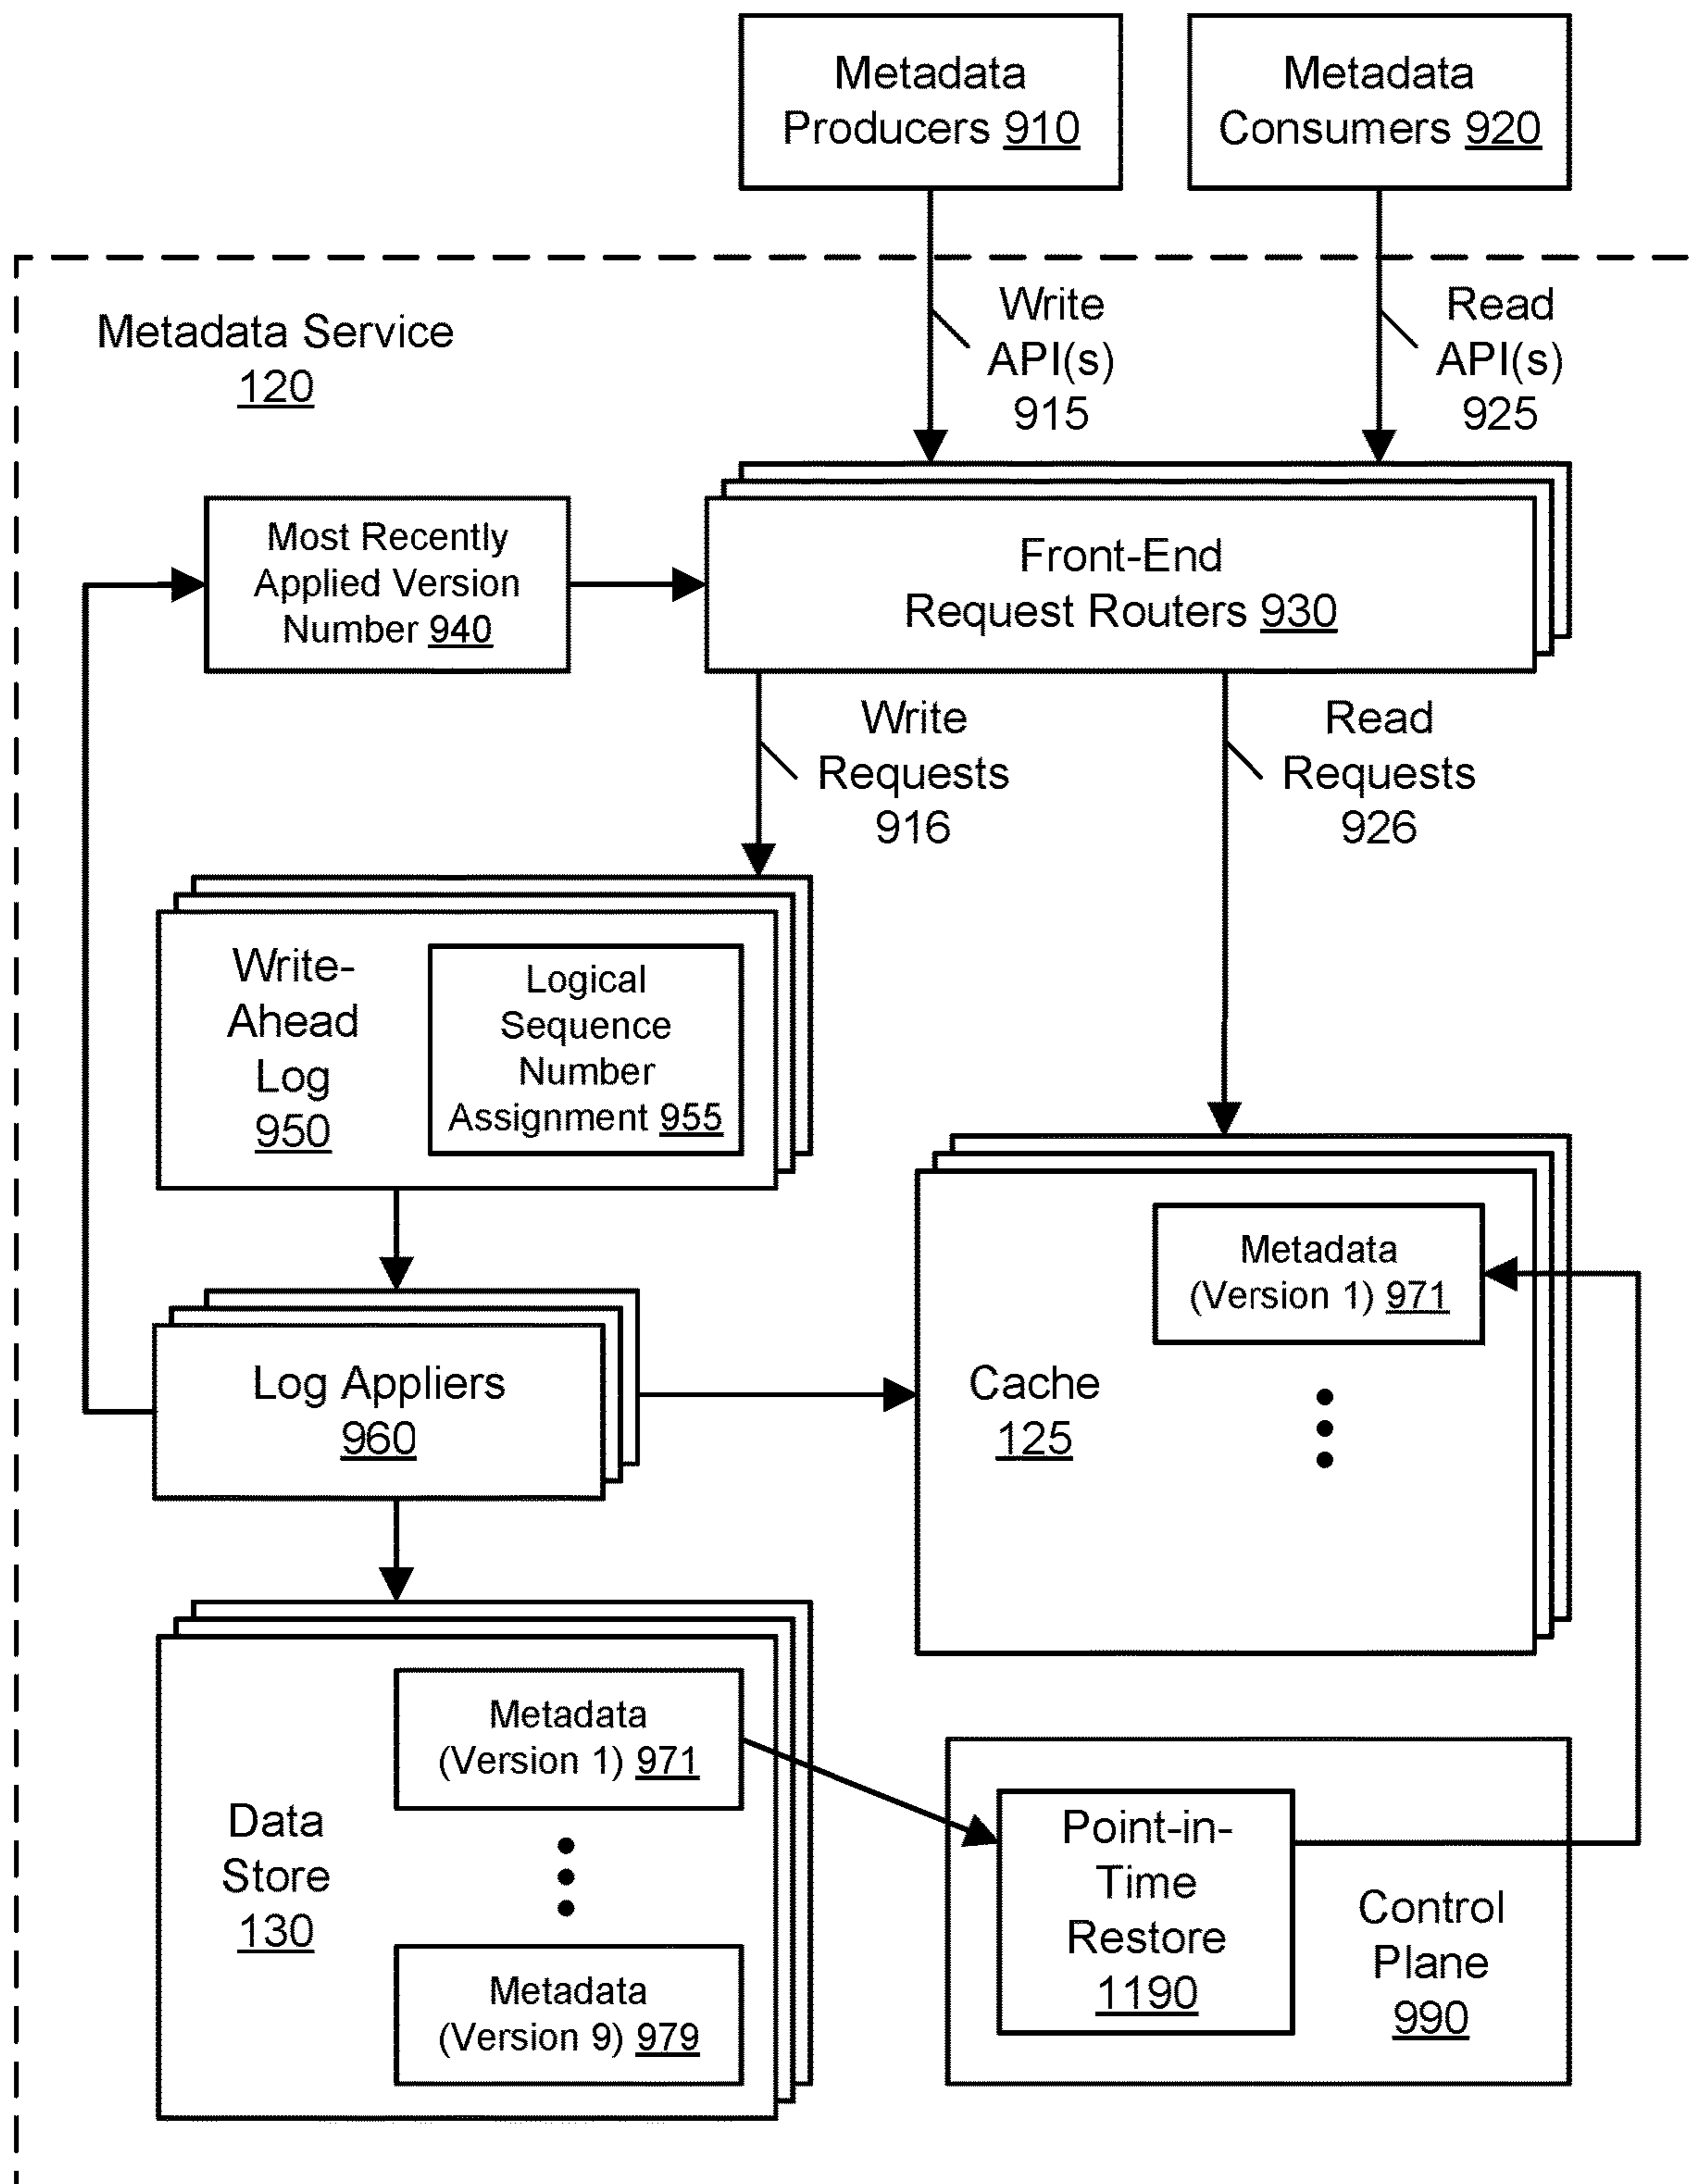 Metadata
Producers 910
Metadata
Consumers 920
Metadata Service
120
Write
API(s)
915
Read
API(s)
925
Most Recently
Applied Version
Number 940
Front-End
Request Routers 930
Write
Requests
916
Read
Requests
926
Write-
Ahead
Log
950
Logical
Sequence
Number
Assignment 955
Metadata
(Version 1) 971
Log Appliers
960
Cache
125
Data
Store
130
Metadata
(Version 1) 971
Metadata
(Version 9) 979
Point-in-
Time
Restore
1190
Control
Plane
990